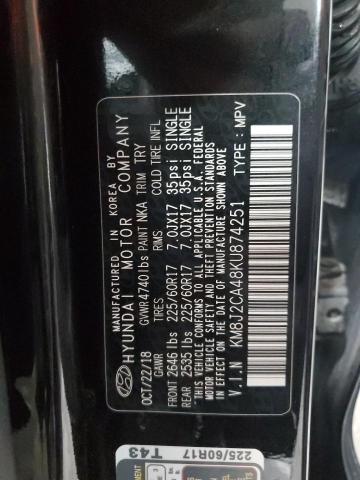 MANUFACTURED IN KOREA BY
HYUNDAI MOTOR COMPANY
OCT/22/18 GVWR 4740lbs PAINT NKA TRIM TRY
GAWR TIRES RIMS COLD TIRE INFL
FRONT 2646 lbs 225/60R17 7.0JX17 35psi SINGLE
REAR 2535 lbs 225/60R17 7.0JX17 35psi SINGLE
THIS VEHICLE CONFORMS TO ALL APPLICABLE U.S.A. FEDERAL
MOTOR VEHICLE SAFETY AND THEFT PREVENTION STANDARDS
IN EFFECT ON THE DATE OF MANUFACTURE SHOWN ABOVE.
V.I.N KM8J2CA48KU874251 TYPE: MPV
T43
225/60R17